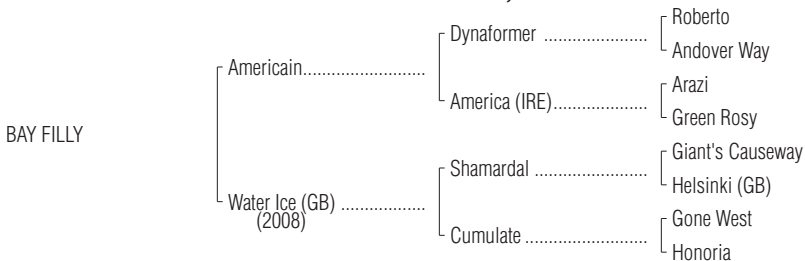 Roberto
Dynaformer ......................
Andover Way
Americain..........................
Arazi
America (IRE)....................
Green Rosy
BAY FILLY
Giant's Causeway
Shamardal ........................
Helsinki (GB)
Water Ice (GB) ..................
(2008)
Gone West
Cumulate ..........................
Honoria